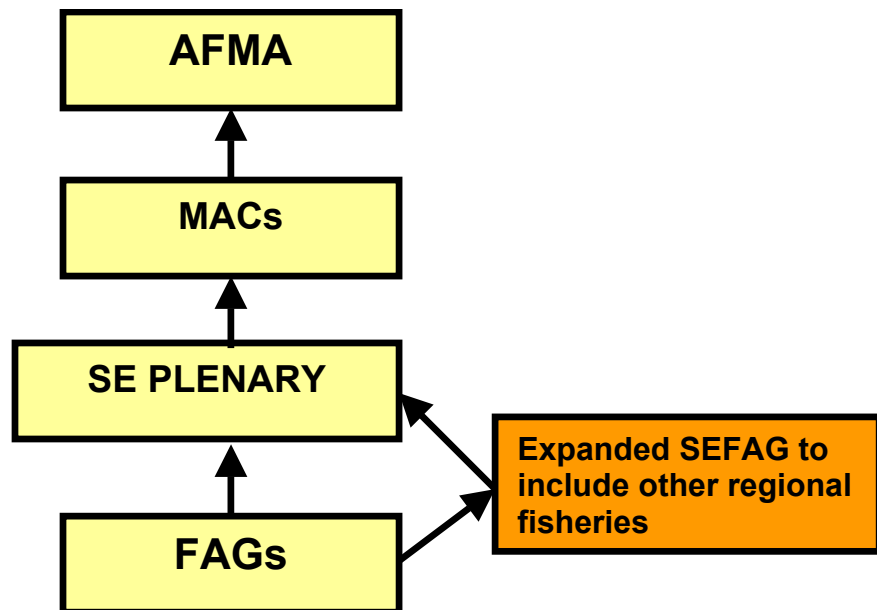 AFMA
MACs
SE PLENARY
Expanded SEFAG to
include other regional
fisheries
FAGs